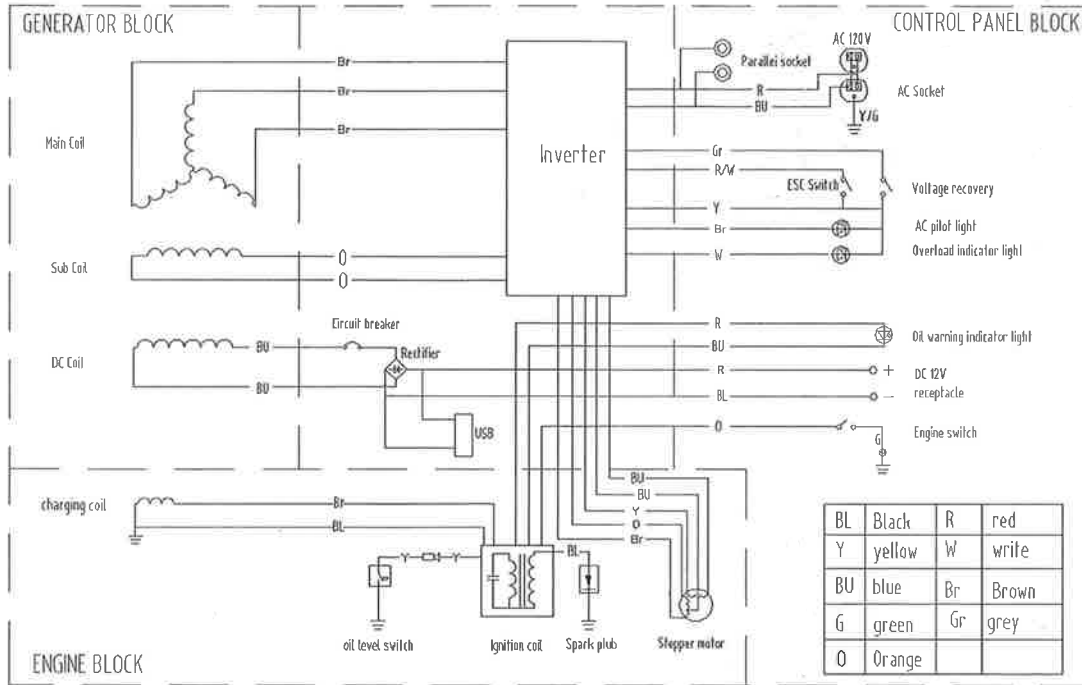 GENERATOR BLOCK
CONTROL PANEL BLOCK
Main Coil
Br
Br
Br
Inverter
Parallel socket
AC 120V
R
BU
AC Socket
Y/G
Gr
R/W
ESC Switch
Voltage recovery
Y
Br
AC pilot light
W
Overload indicator light
Sub Coil
O
O
DC Coil
BU
BU
Circuit breaker
Rectifier
USB
R
BU
Oil warning indicator light
R
+
DC 12V
BL
-
receptacle
O
Engine switch
G
charging coil
Br
BL
BU
BU
Y
O
Br
Y
Y
BL
oil level switch
Ignition coil
Spark plub
Stepper motor
ENGINE BLOCK
BL Black R red
Y yellow W write
BU blue Br Brown
G green Gr grey
O Orange